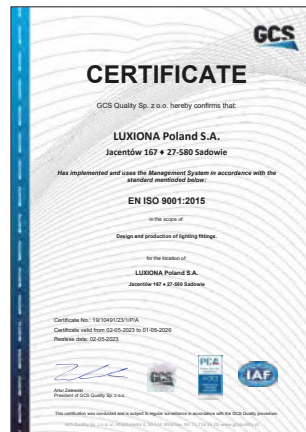 GCS
CERTIFICATE
GCS Quality Sp. z o.o. hereby confirms that:
LUXIONA Poland S.A.
Jacentów 167 ♦ 27-580 Sadowie
Has implemented and uses the Management System in accordance with the
standard mentioded below:
EN ISO 9001:2015
in the scope of:
Design and production of lighting fittings.
for the location of:
LUXIONA Poland S.A.
Jacentów 167 ♦ 27-580 Sadowie
Certificate No.: 19/10491/23/1/P/A
Certificate valid from 02-05-2023 to 01-05-2026
Realese date: 02-05-2023
Artur Zalewski
President of GCS Quality Sp. z o.o.
GCS
PCA
IAF
This certification was conducted and is subject to regular surveillance in accordance with the GCS Quality procedure.